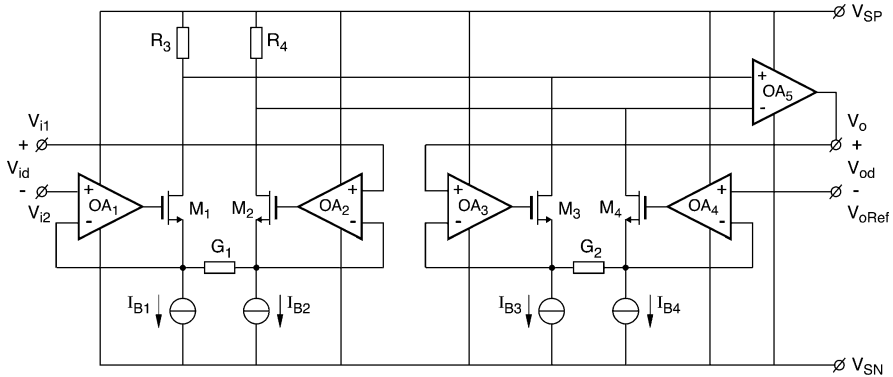 V_SP
R_3 R_4
+ OA_5 -
V_i1 V_o
+ +
V_id V_od
- + OA_1 - M_1 M_2 + OA_2 - + OA_3 - M_3 M_4 + OA_4 - -
V_i2 V_oRef
G_1 G_2
I_B1 I_B2 I_B3 I_B4
V_SN